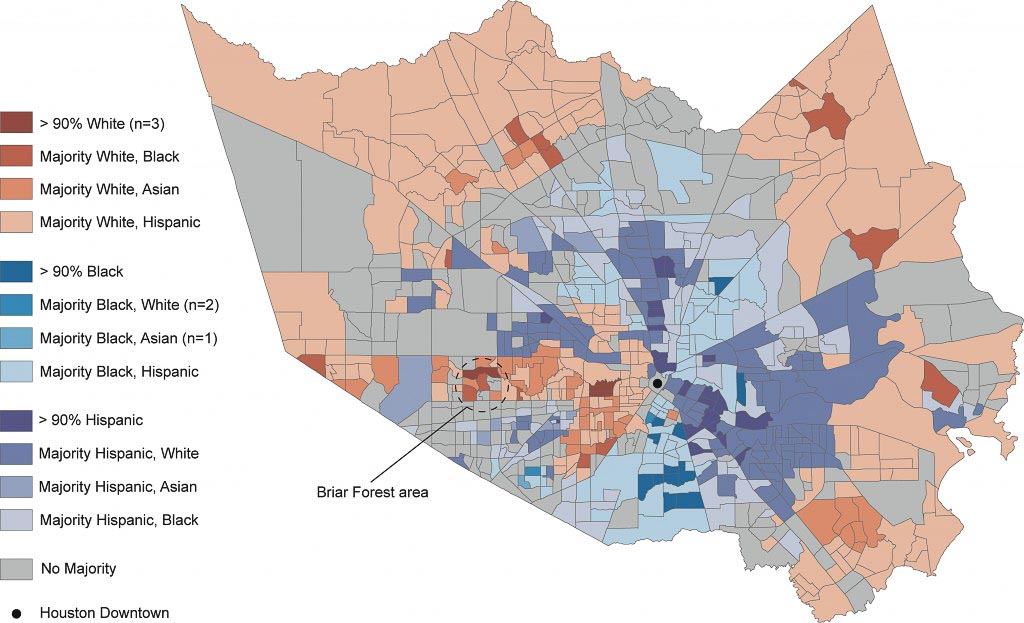 > 90% White (n=3)
Majority White, Black
Majority White, Asian
Majority White, Hispanic
> 90% Black
Majority Black, White (n=2)
Majority Black, Asian (n=1)
Majority Black, Hispanic
> 90% Hispanic
Majority Hispanic, White
Majority Hispanic, Asian
Majority Hispanic, Black
No Majority
Houston Downtown
Briar Forest area